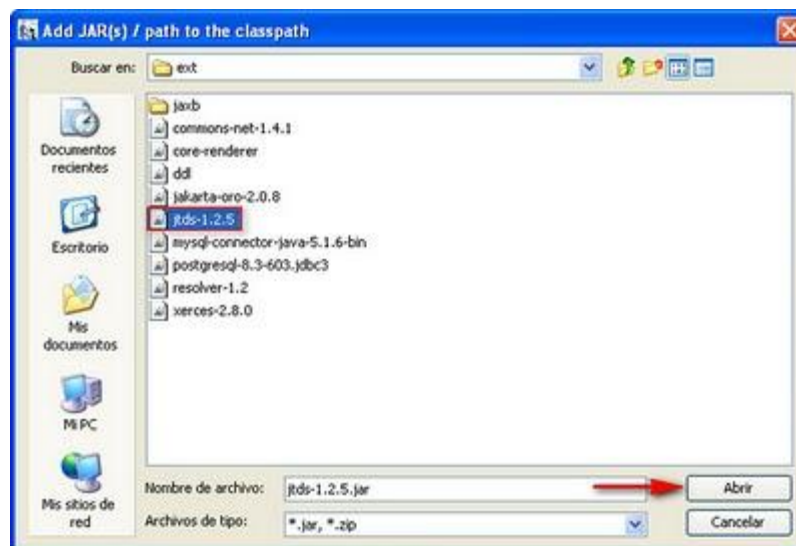 Add JAR(s) / path to the classpath
Buscar en: ext
Documentos
recientes
Escritorio
Mis
documentos
Mi PC
Mis sitios de
red
jaxb
commons-net-1.4.1
core-renderer
ddl
jakarta-oro-2.0.8
jtds-1.2.5
mysql-connector-java-5.1.6-bin
postgresql-8.3-603.jdbc3
resolver-1.2
xerces-2.8.0
Nombre de archivo: jtds-1.2.5.jar Abrir
Archivos de tipo: *.jar, *.zip Cancelar